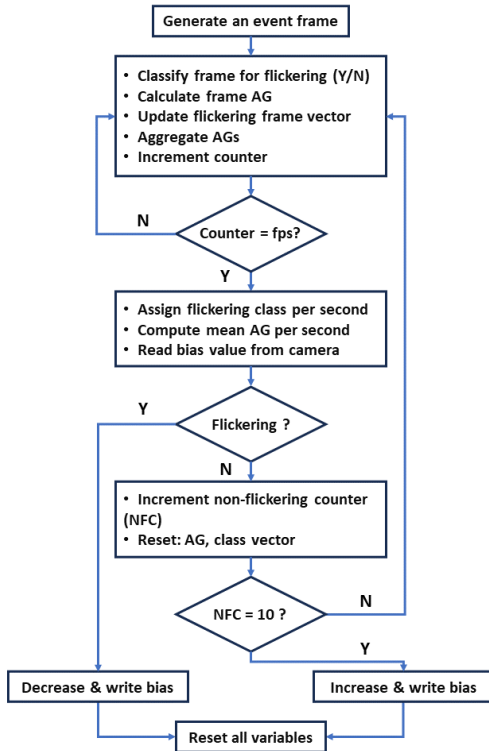 Generate an event frame
• Classify frame for flickering (Y/N)
• Calculate frame AG
• Update flickering frame vector
• Aggregate AGs
• Increment counter
N
Counter = fps?
Y
• Assign flickering class per second
• Compute mean AG per second
• Read bias value from camera
Y
Flickering ?
N
• Increment non-flickering counter
(NFC)
• Reset: AG, class vector
NFC = 10 ?
N
Y
Decrease & write bias
Increase & write bias
Reset all variables